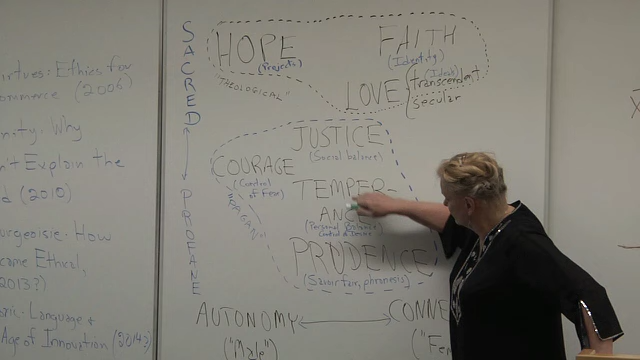 irtues: Ethics for
ommerce (2006)
nity: Why
n't Explain the
d (2010)
urgeoisie: How
came Ethical,
2013?)
Language &
Age of Innovation (2014?)
SACRED
PROFANE
HOPE
(Projects)
"THEOLOGICAL"
FAITH
(Identity)
LOVE
(Ideals)
transcendent
secular
JUSTICE
(Social balance)
COURAGE
(Control of Fear)
TEMPER-
ANC
(Personal
PRUDENCE
(Savoir faire, phronesis)
AUTONOMY
("Male")
CONNE
("Fe